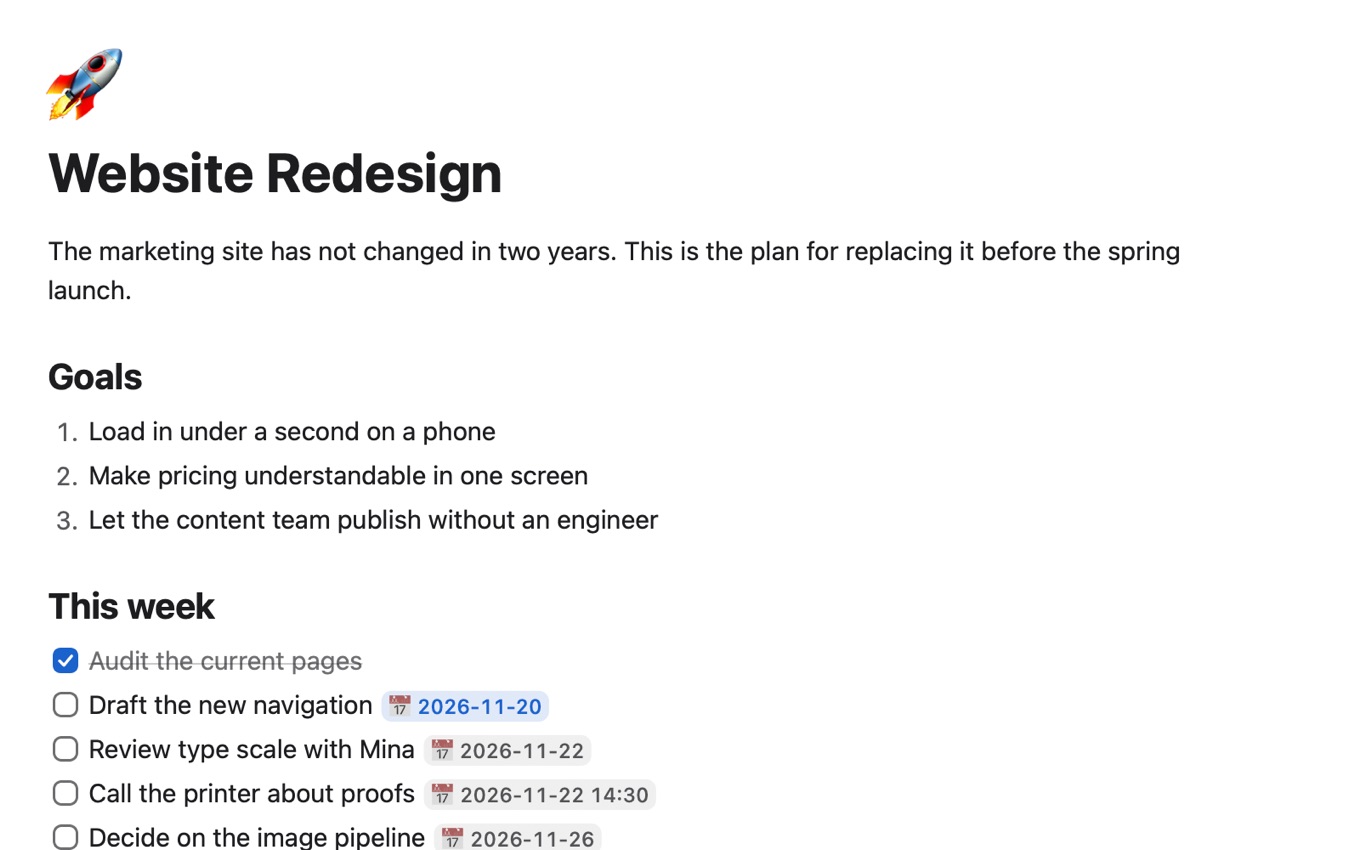 Website Redesign
The marketing site has not changed in two years. This is the plan for replacing it before the spring
launch.
Goals
1. Load in under a second on a phone
2. Make pricing understandable in one screen
3. Let the content team publish without an engineer
This week
Audit the current pages
Draft the new navigation 📅 2026-11-20
Review type scale with Mina 📅 2026-11-22
Call the printer about proofs 📅 2026-11-22 14:30
Decide on the image pipeline 📅 2026-11-26